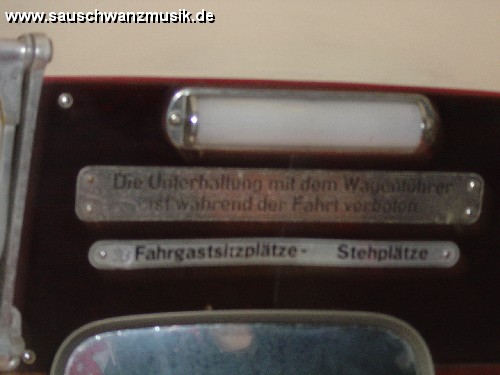 www.sauschwanzmusik.de
Die Unterhaltung mit dem Wagenführer
ist während der Fahrt verboten
Fahrgastsitzplätze- Stehplätze